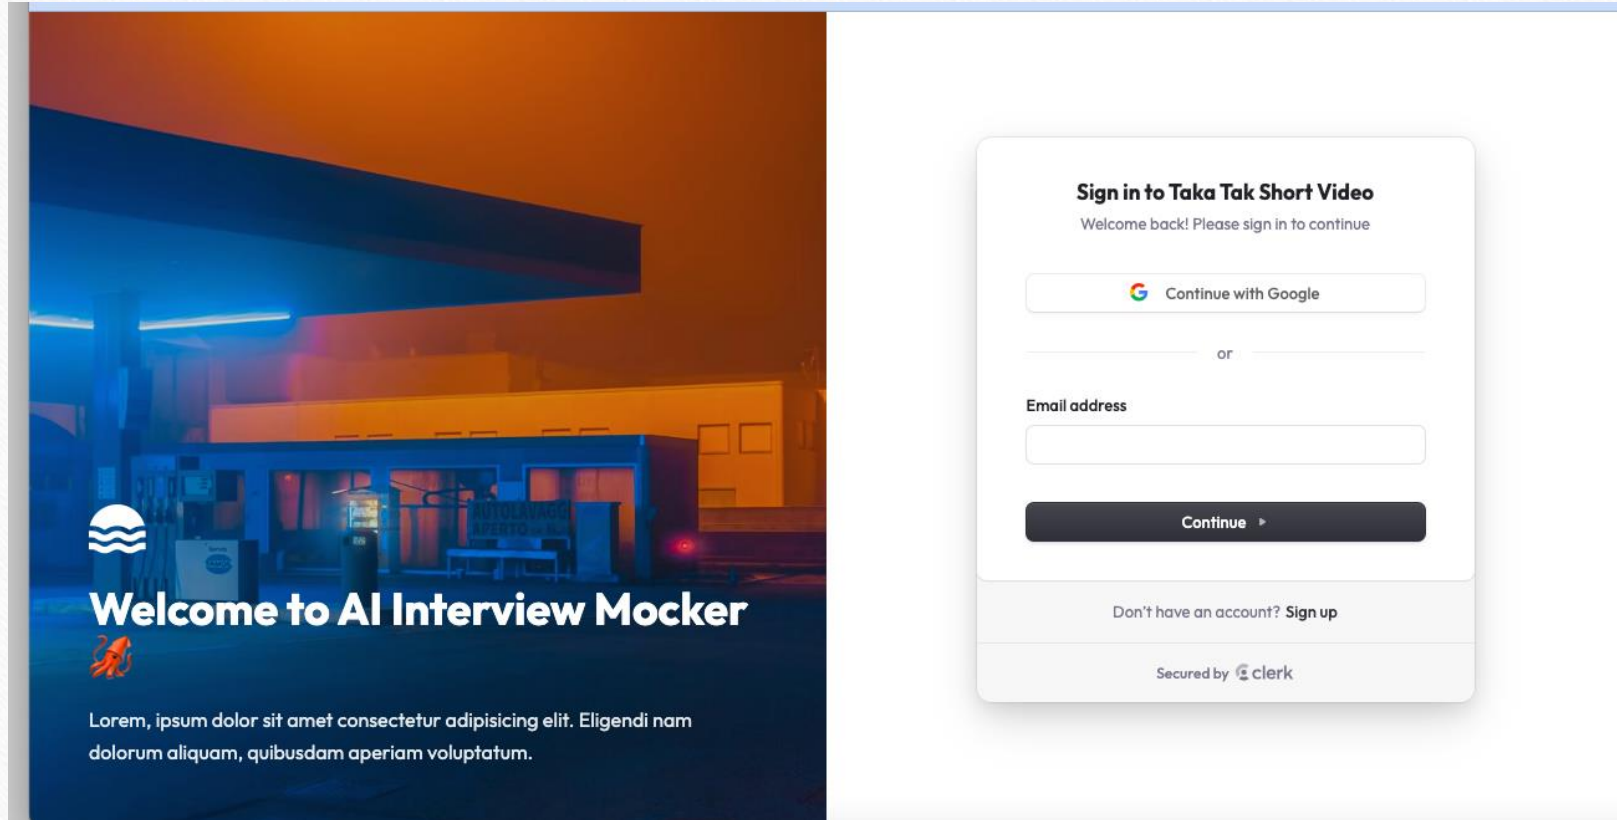 AUTOLAVAGG
APERTO
Welcome to AI Interview Mocker
🦑
Lorem, ipsum dolor sit amet consectetur adipisicing elit. Eligendi nam
dolorum aliquam, quibusdam aperiam voluptatum.
Sign in to Taka Tak Short Video
Welcome back! Please sign in to continue
Continue with Google
or
Email address
Continue
Don't have an account? Sign up
Secured by clerk